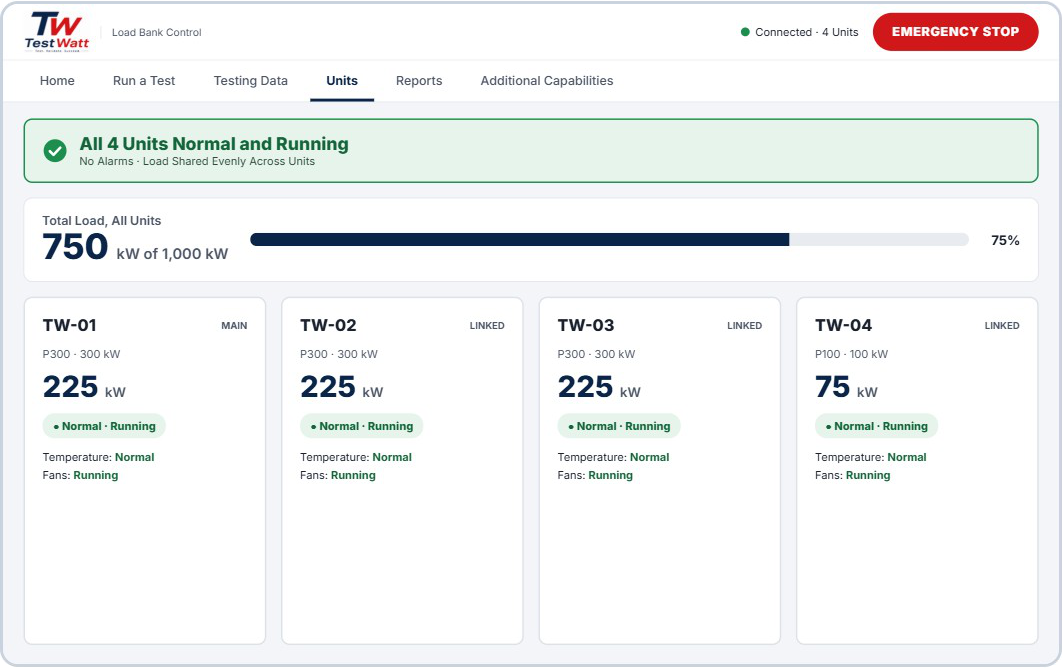 TW
TestWatt
Load Bank Control
Connected · 4 Units
EMERGENCY STOP
Home
Run a Test
Testing Data
Units
Reports
Additional Capabilities
All 4 Units Normal and Running
No Alarms · Load Shared Evenly Across Units
Total Load, All Units
750 kW of 1,000 kW
75%
TW-01 MAIN
P300 · 300 kW
225 kW
• Normal · Running
Temperature: Normal
Fans: Running
TW-02 LINKED
P300 · 300 kW
225 kW
• Normal · Running
Temperature: Normal
Fans: Running
TW-03 LINKED
P300 · 300 kW
225 kW
• Normal · Running
Temperature: Normal
Fans: Running
TW-04 LINKED
P100 · 100 kW
75 kW
• Normal · Running
Temperature: Normal
Fans: Running